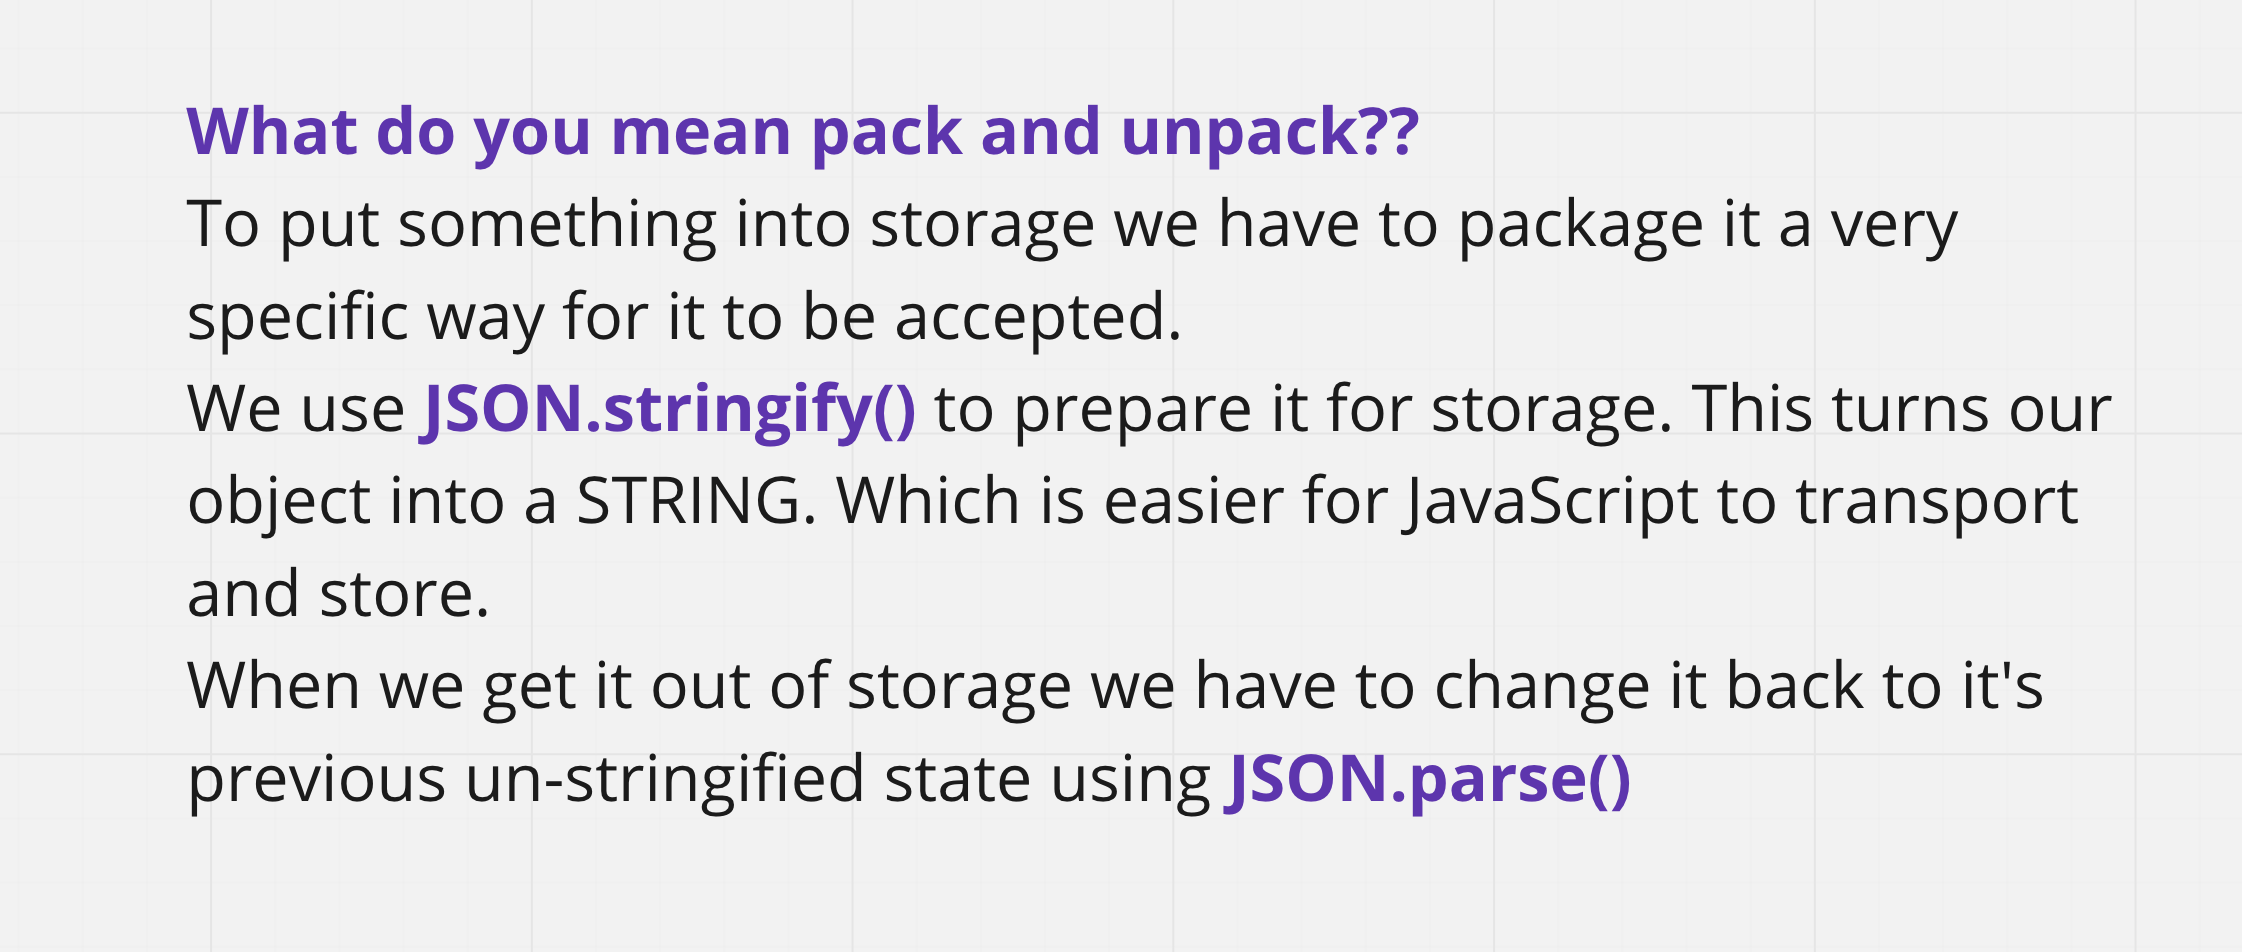 What do you mean pack and unpack??
To put something into storage we have to package it a very
specific way for it to be accepted.
We use JSON.stringify() to prepare it for storage. This turns our
object into a STRING. Which is easier for JavaScript to transport
and store.
When we get it out of storage we have to change it back to it's
previous un-stringified state using JSON.parse()